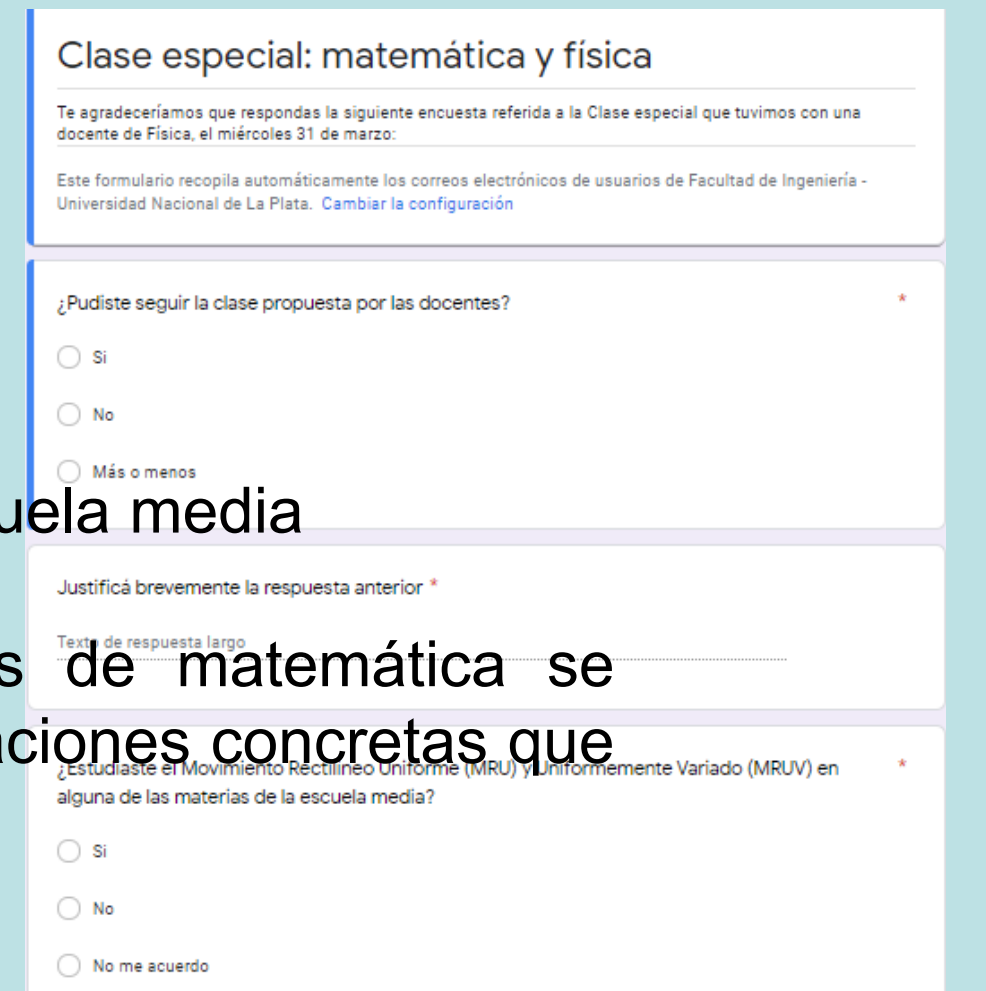 Clase especial: matemática y física
Te agradeceríamos que respondas la siguiente encuesta referida a la Clase especial que tuvimos con una
docente de Física, el miércoles 31 de marzo:
Este formulario recopila automáticamente los correos electrónicos de usuarios de Facultad de Ingeniería -
Universidad Nacional de La Plata. Cambiar la configuración
¿Pudiste seguir la clase propuesta por las docentes? *
Si
No
Más o menos
uela media
Justificá brevemente la respuesta anterior *
Texto de respuesta largo
s de matemática se
aciones concretas que
¿Estudiaste el Movimiento Rectilíneo Uniforme (MRU) y Uniformemente Variado (MRUV) en *
alguna de las materias de la escuela media?
Si
No
No me acuerdo